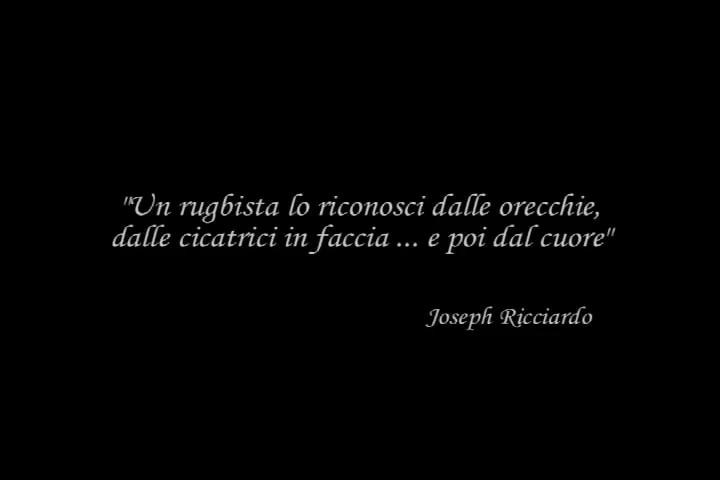 "Un rugbista lo riconosci dalle orecchie,
dalle cicatrici in faccia ... e poi dal cuore"
Joseph Ricciardo